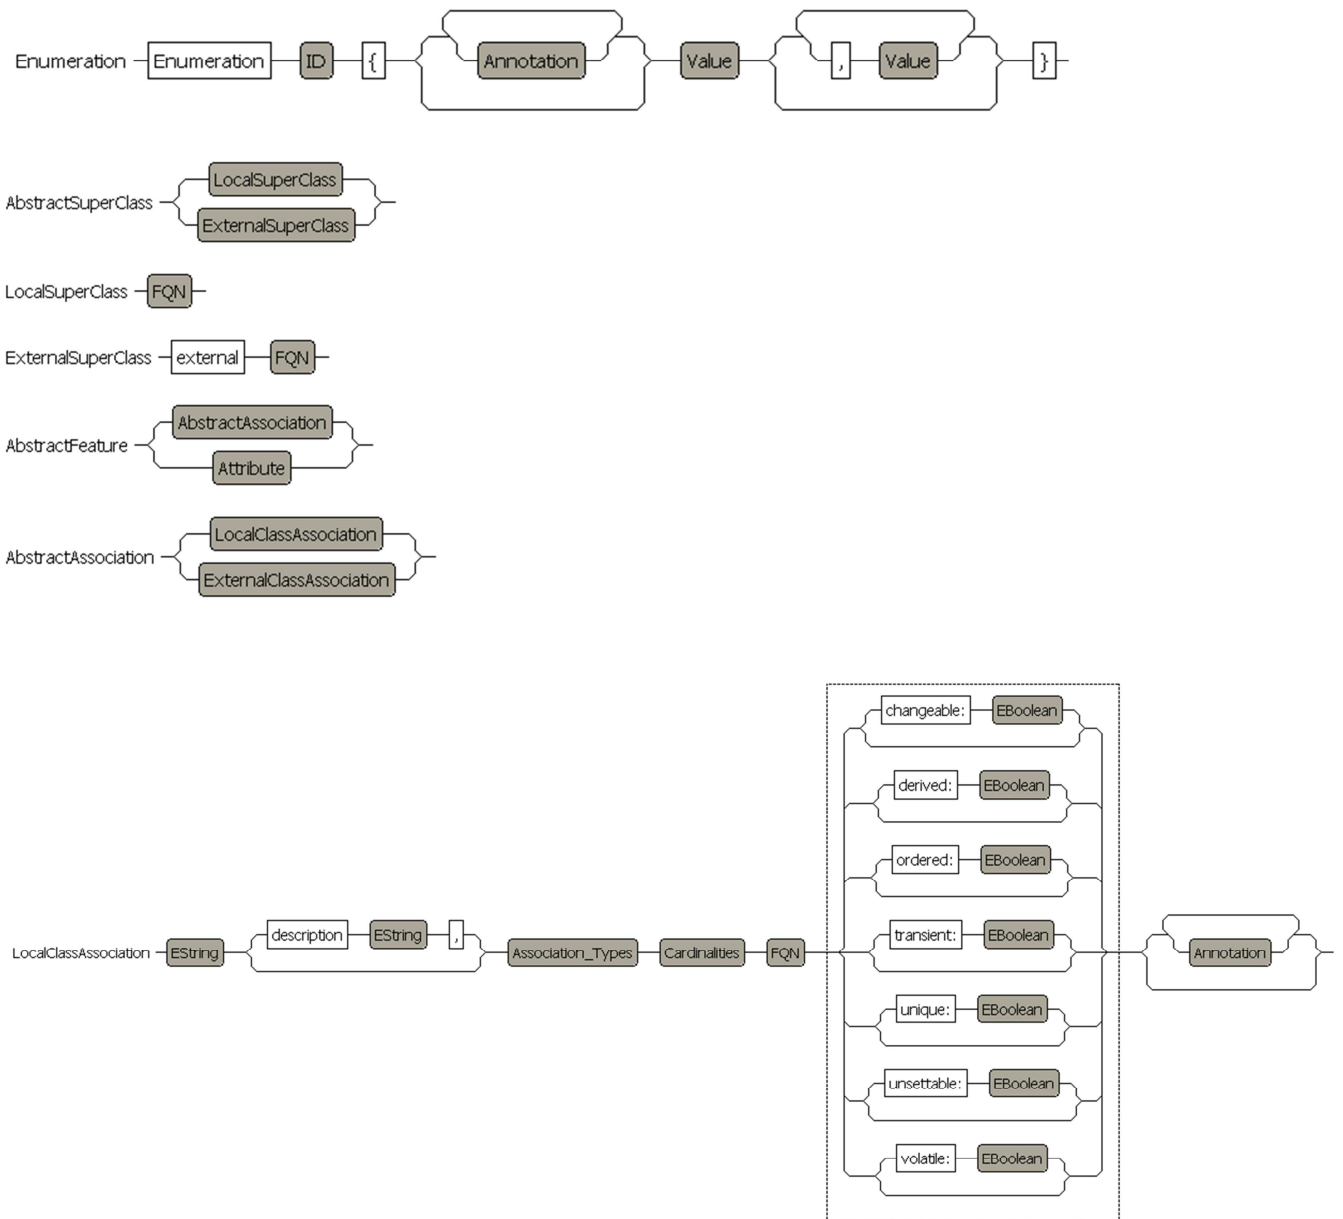 Enumeration Enumeration ID { Annotation Value , Value }
AbstractSuperClass LocalSuperClass
ExternalSuperClass
LocalSuperClass FQN
ExternalSuperClass external FQN
AbstractFeature AbstractAssociation
Attribute
AbstractAssociation LocalClassAssociation
ExternalClassAssociation
changeable: EBoolean
derived: EBoolean
ordered: EBoolean
LocalClassAssociation EString description EString , Association_Types Cardinalities FQN transient: EBoolean Annotation
unique: EBoolean
unsettable: EBoolean
volatile: EBoolean